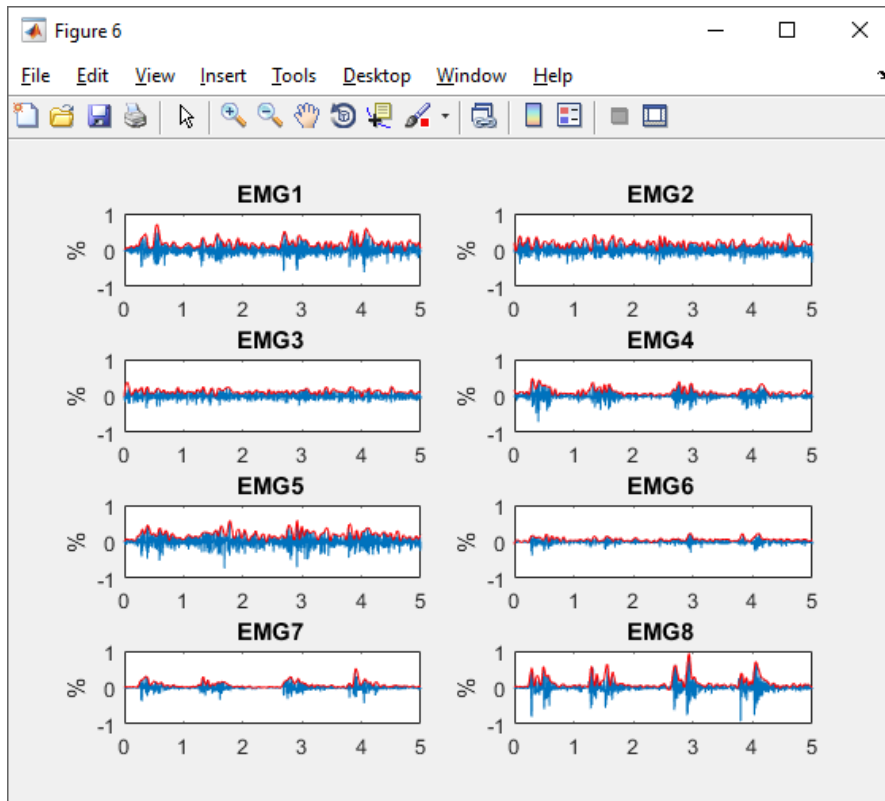 Figure 6
File Edit View Insert Tools Desktop Window Help
EMG1 EMG2
1 1
% 0 % 0
-1 -1
0 1 2 3 4 5 0 1 2 3 4 5
EMG3 EMG4
1 1
% 0 % 0
-1 -1
0 1 2 3 4 5 0 1 2 3 4 5
EMG5 EMG6
1 1
% 0 % 0
-1 -1
0 1 2 3 4 5 0 1 2 3 4 5
EMG7 EMG8
1 1
% 0 % 0
-1 -1
0 1 2 3 4 5 0 1 2 3 4 5